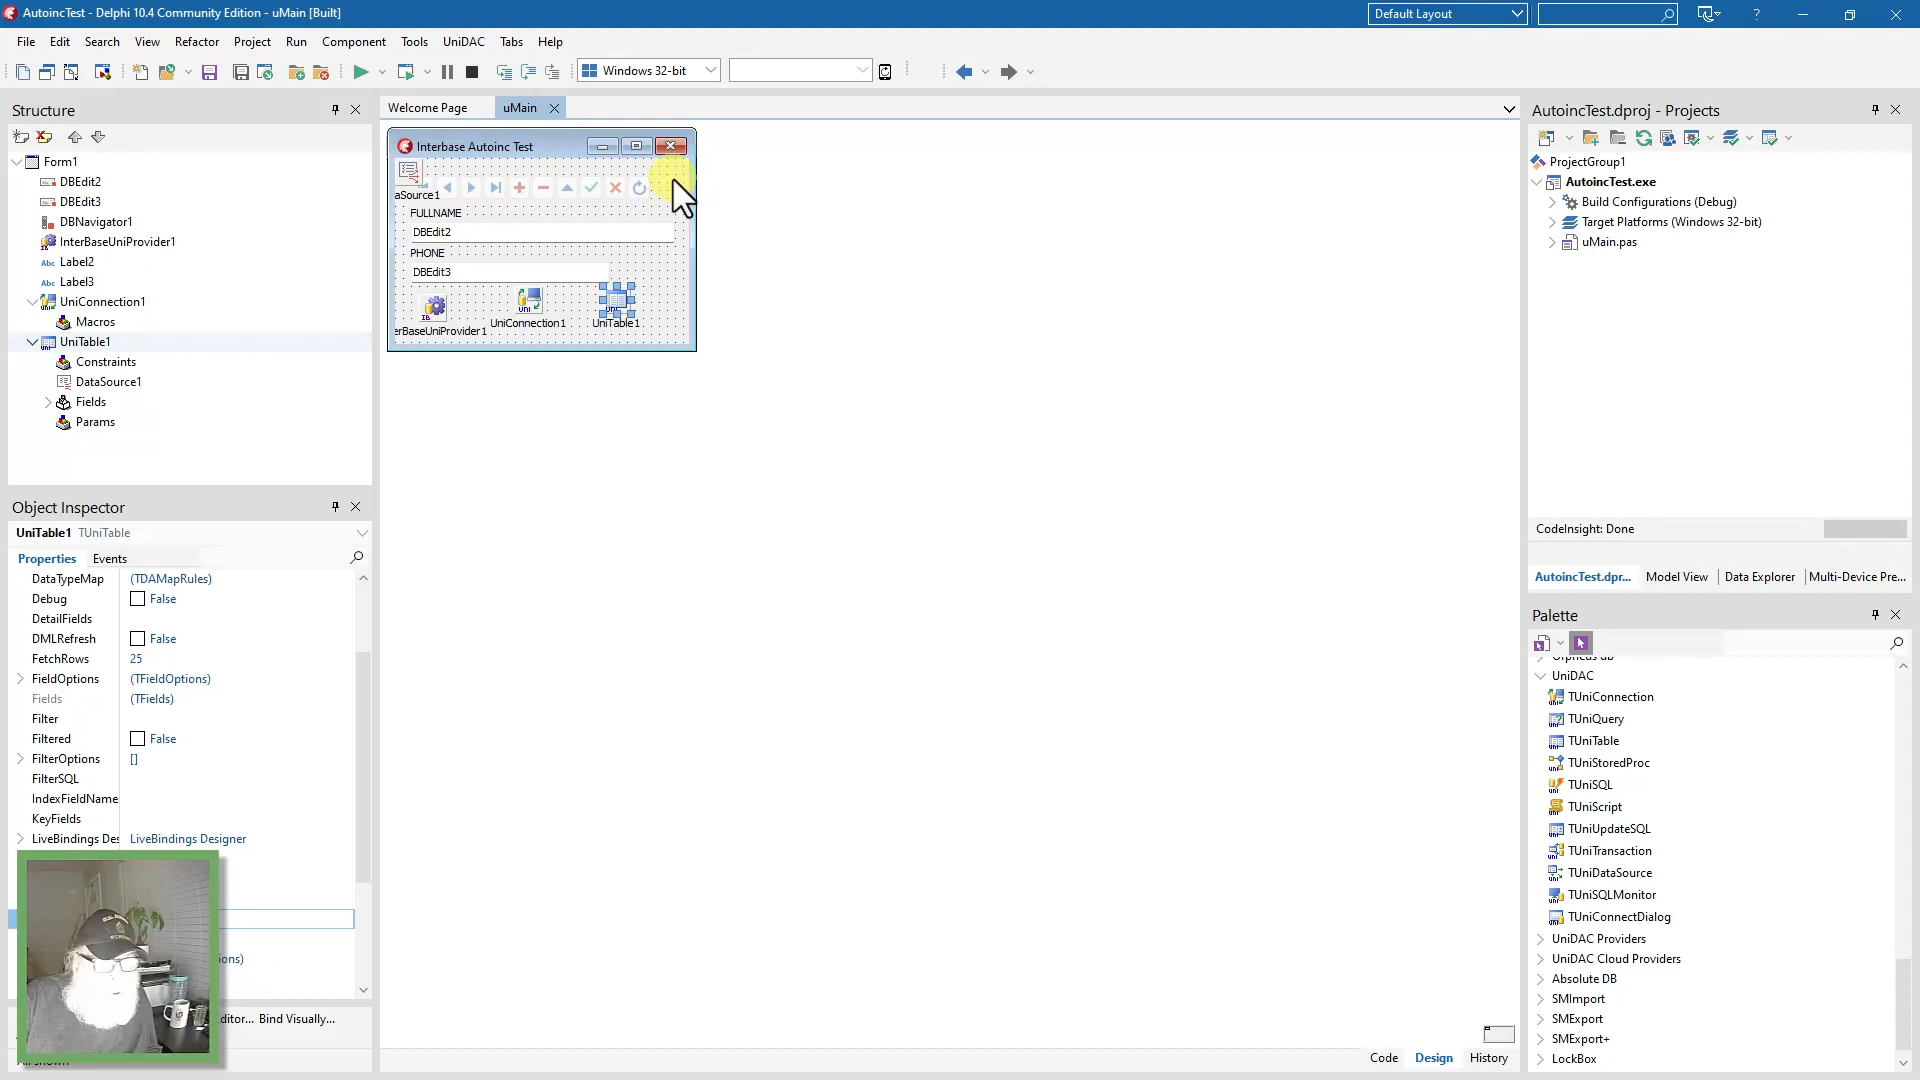 AutoincTest - Delphi 10.4 Community Edition - uMain [Built]
Default Layout
File Edit Search View Refactor Project Run Component Tools UniDAC Tabs Help
Windows 32-bit
Structure
Form1
DBEdit2
DBEdit3
DBNavigator1
InterBaseUniProvider1
Label2
Label3
UniConnection1
Macros
UniTable1
Constraints
DataSource1
Fields
Params
Object Inspector
UniTable1 TUniTable
Properties Events
DataTypeMap (TDAMapRules)
Debug False
DetailFields
DMLRefresh False
FetchRows 25
FieldOptions (TFieldOptions)
Fields (TFields)
Filter
Filtered False
FilterOptions []
FilterSQL
IndexFieldName
KeyFields
LiveBindings Des LiveBindings Designer
ions)
ditor... Bind Visually...
Welcome Page uMain
Interbase Autoinc Test
aSource1
FULLNAME
DBEdit2
PHONE
DBEdit3
erBaseUniProvider1 UniConnection1 UniTable1
Code Design History
AutoincTest.dproj - Projects
ProjectGroup1
AutoincTest.exe
Build Configurations (Debug)
Target Platforms (Windows 32-bit)
uMain.pas
CodeInsight: Done
AutoincTest.dpr... Model View Data Explorer Multi-Device Pre...
Palette
Orpheus db
UniDAC
TUniConnection
TUniQuery
TUniTable
TUniStoredProc
TUniSQL
TUniScript
TUniUpdateSQL
TUniTransaction
TUniDataSource
TUniSQLMonitor
TUniConnectDialog
UniDAC Providers
UniDAC Cloud Providers
Absolute DB
SMImport
SMExport
SMExport+
LockBox